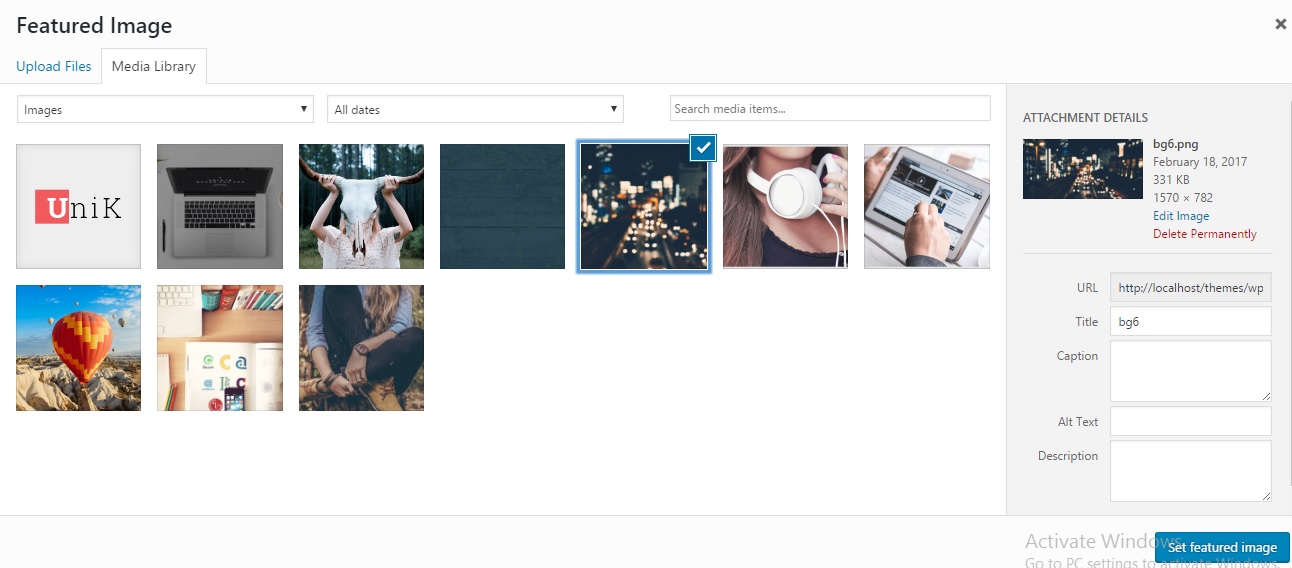 Featured Image
Upload Files
Media Library
Images
All dates
Search media items...
UniK
ATTACHMENT DETAILS
bg6.png
February 18, 2017
331 KB
1570 × 782
Edit Image
Delete Permanently
URL
http://localhost/themes/wp
Title
bg6
Caption
Alt Text
Description
Activate Windows
Set featured image
Go to PC settings to activate Windows.